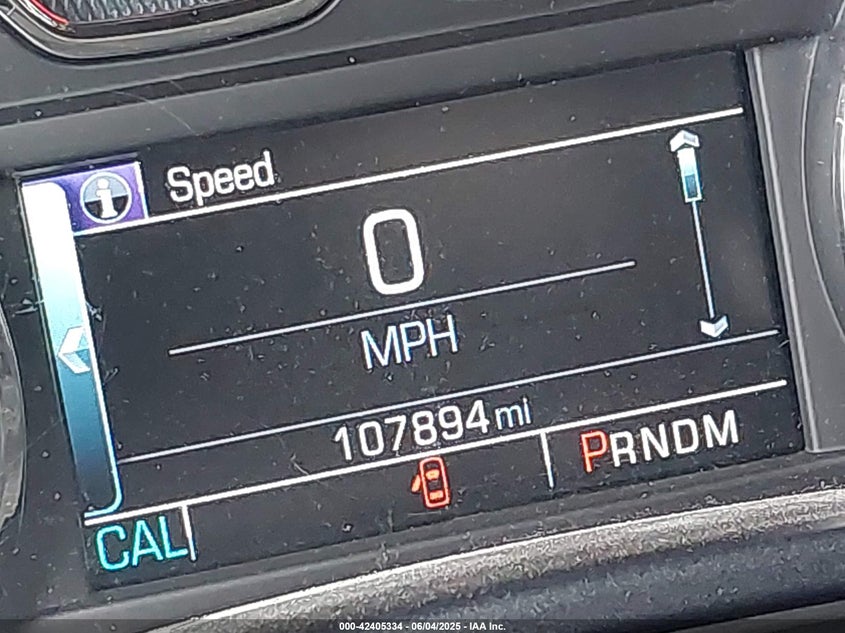 Speed
0
MPH
107894 mi
PRNDM
CAL
000-42405334 - 06/04/2025 - IAA Inc.